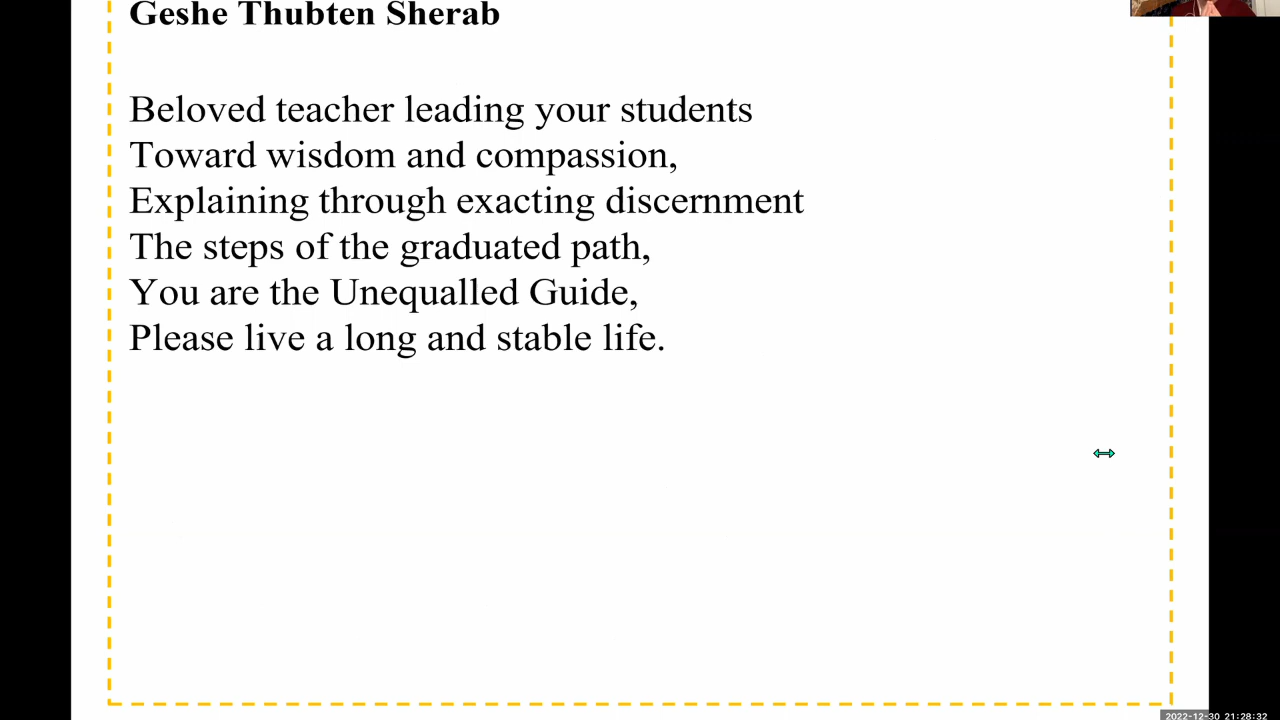 Geshe Thubten Sherab
Beloved teacher leading your students
Toward wisdom and compassion,
Explaining through exacting discernment
The steps of the graduated path,
You are the Unequalled Guide,
Please live a long and stable life.
2022-12-30 21:28:32